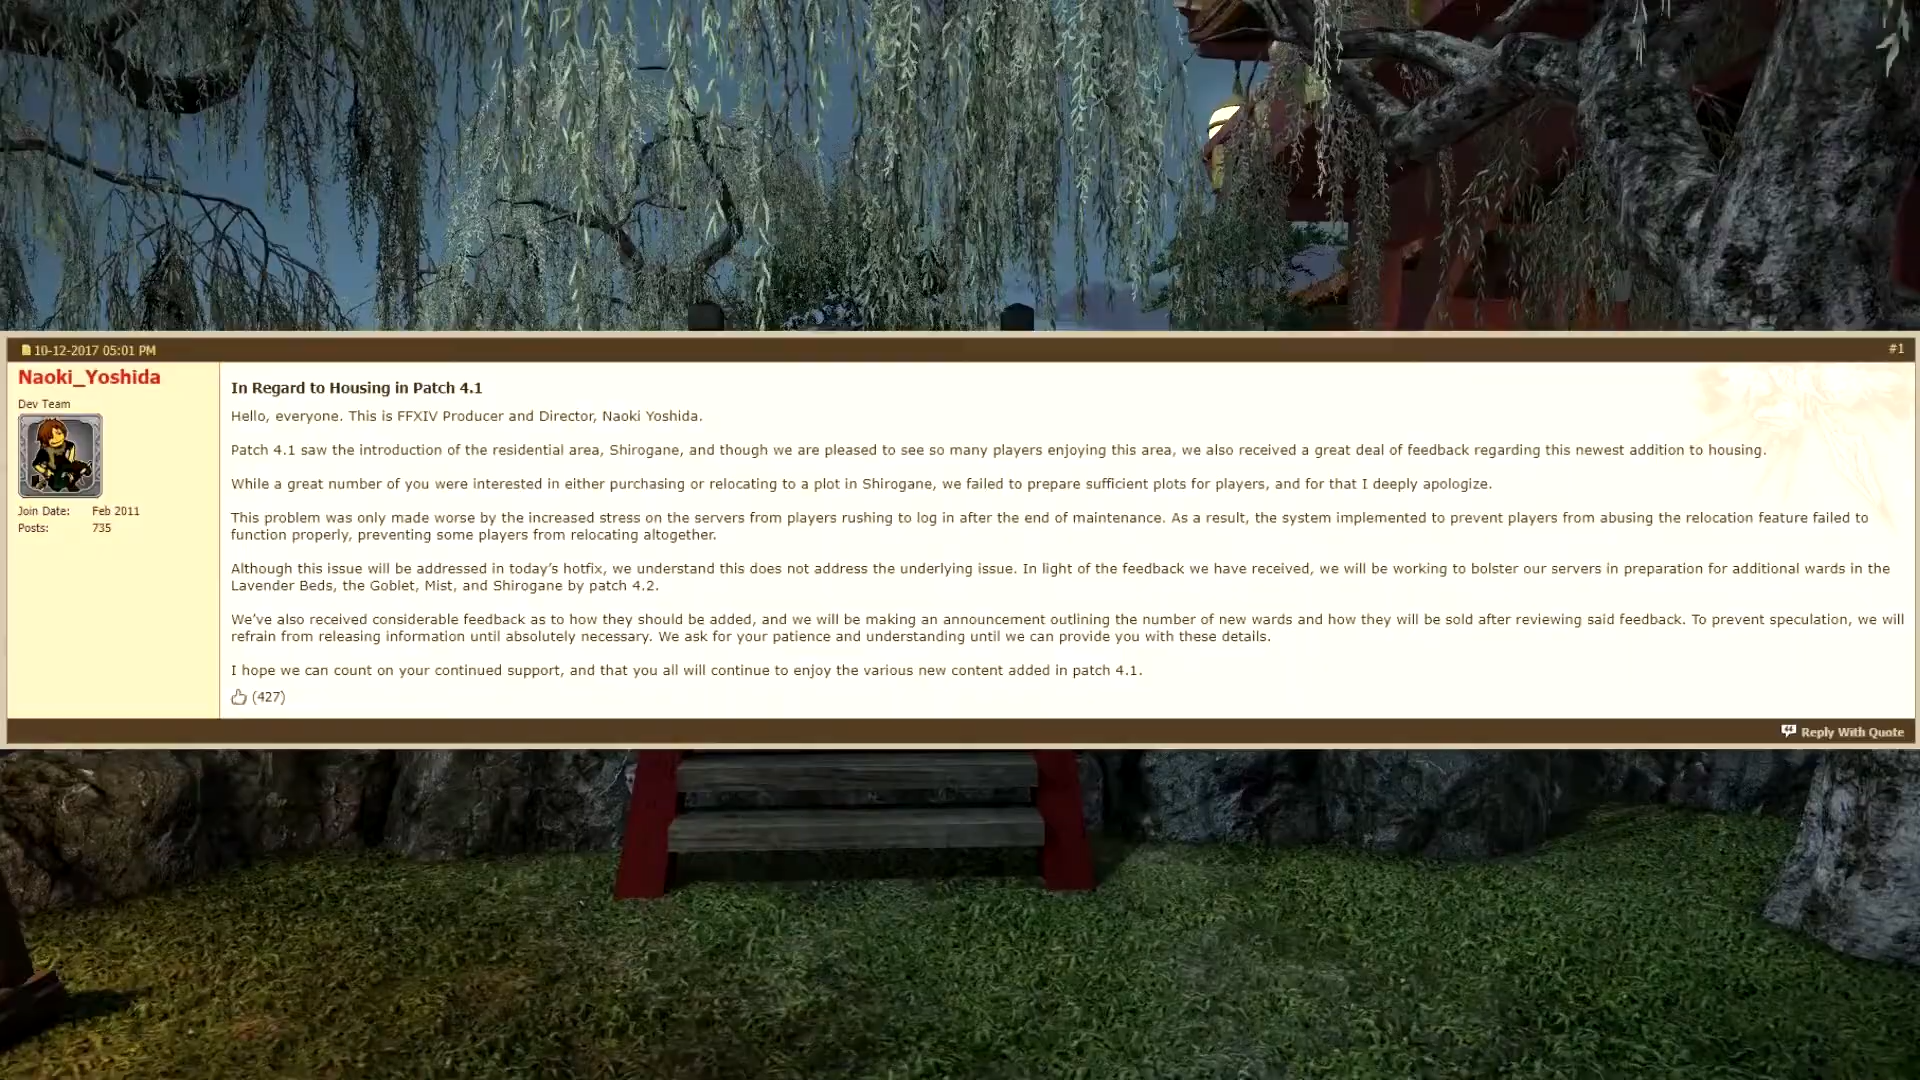 10-12-2017 05:01 PM
#1
Naoki_Yoshida
Dev Team
Join Date: Feb 2011
Posts: 735
In Regard to Housing in Patch 4.1
Hello, everyone. This is FFXIV Producer and Director, Naoki Yoshida.
Patch 4.1 saw the introduction of the residential area, Shirogane, and though we are pleased to see so many players enjoying this area, we also received a great deal of feedback regarding this newest addition to housing.
While a great number of you were interested in either purchasing or relocating to a plot in Shirogane, we failed to prepare sufficient plots for players, and for that I deeply apologize.
This problem was only made worse by the increased stress on the servers from players rushing to log in after the end of maintenance. As a result, the system implemented to prevent players from abusing the relocation feature failed to
function properly, preventing some players from relocating altogether.
Although this issue will be addressed in today’s hotfix, we understand this does not address the underlying issue. In light of the feedback we have received, we will be working to bolster our servers in preparation for additional wards in the
Lavender Beds, the Goblet, Mist, and Shirogane by patch 4.2.
We’ve also received considerable feedback as to how they should be added, and we will be making an announcement outlining the number of new wards and how they will be sold after reviewing said feedback. To prevent speculation, we will
refrain from releasing information until absolutely necessary. We ask for your patience and understanding until we can provide you with these details.
I hope we can count on your continued support, and that you all will continue to enjoy the various new content added in patch 4.1.
(427)
Reply With Quote